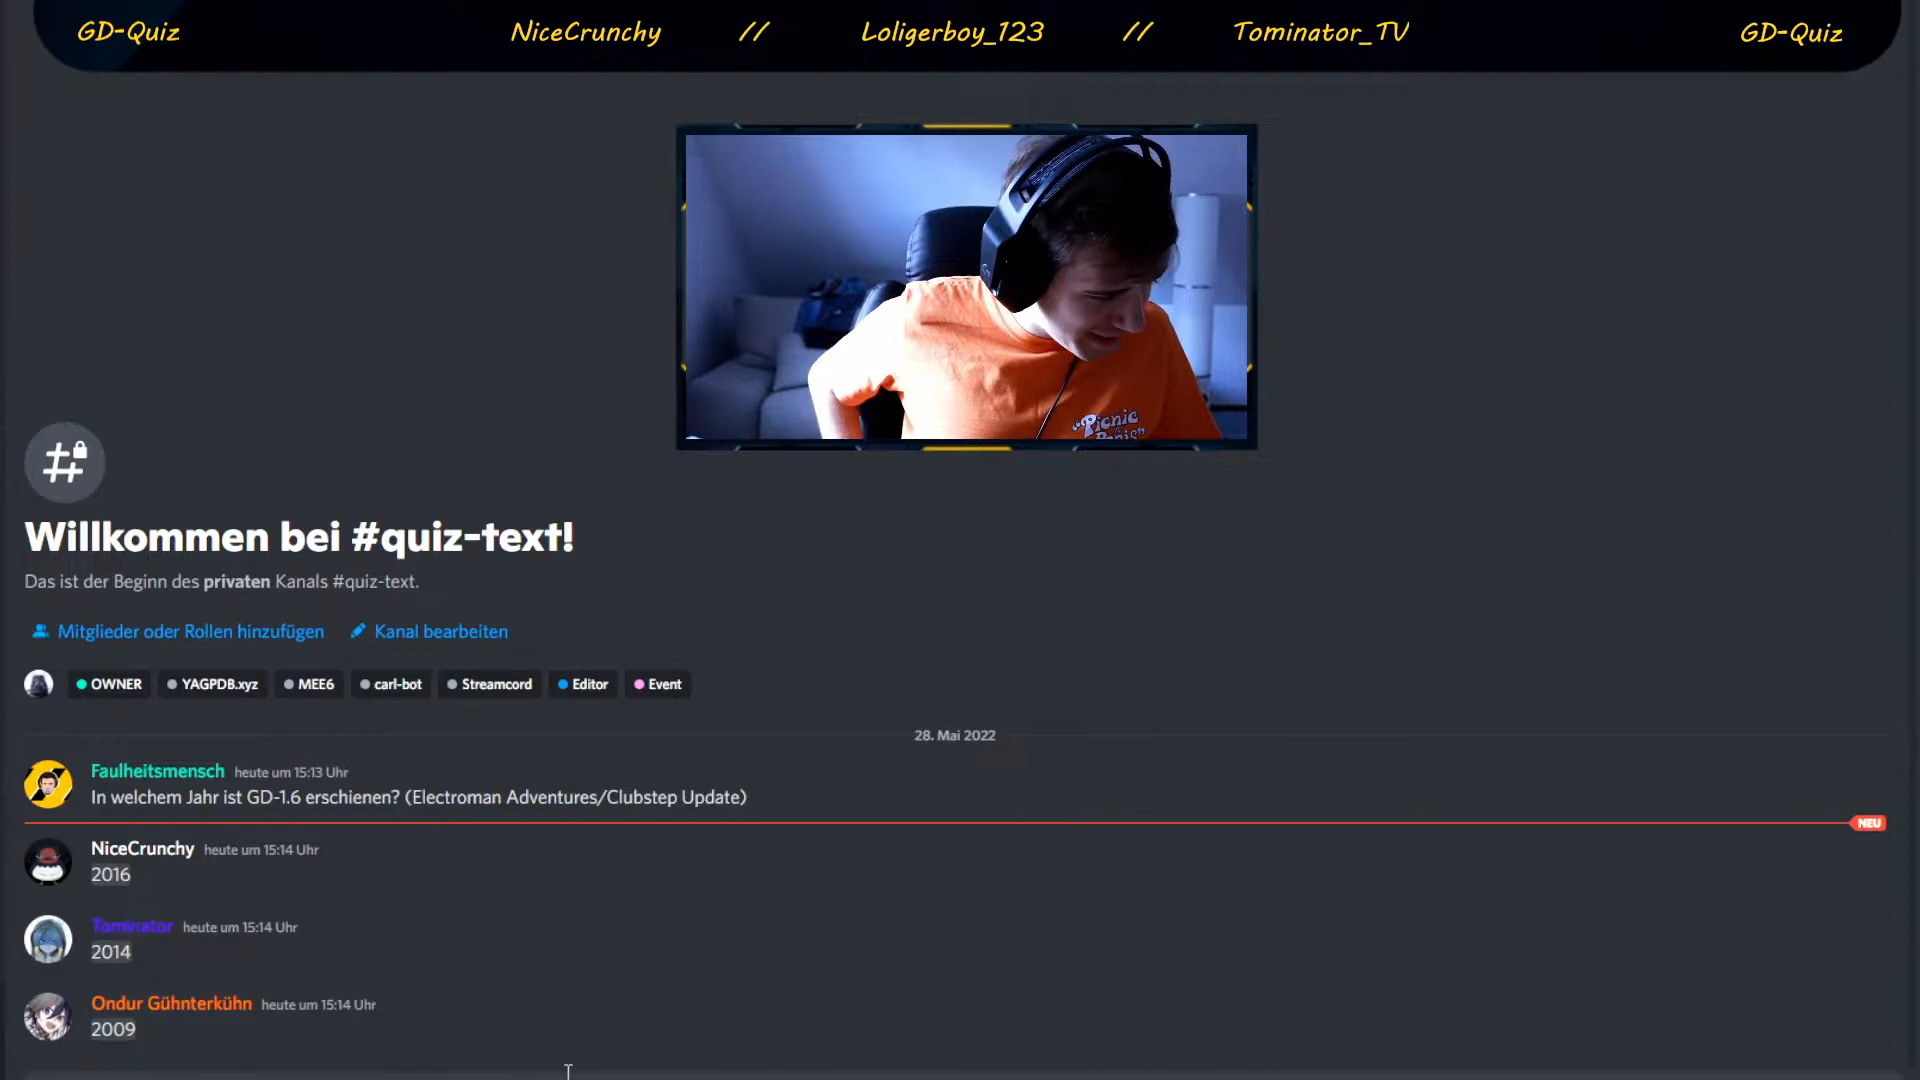 GD-Quiz NiceCrunchy // Loligerboy_123 // Tominator_TV GD-Quiz
"Picnic
Willkommen bei #quiz-text!
Das ist der Beginn des privaten Kanals #quiz-text.
Mitglieder oder Rollen hinzufügen Kanal bearbeiten
OWNER YAGPDB.xyz MEE6 carl-bot Streamcord Editor Event
28. Mai 2022
Faulheitsmensch heute um 15:13 Uhr
In welchem Jahr ist GD-1.6 erschienen? (Electroman Adventures/Clubstep Update)
NEU
NiceCrunchy heute um 15:14 Uhr
2016
Tominator heute um 15:14 Uhr
2014
Ondur Gühnterkühn heute um 15:14 Uhr
2009